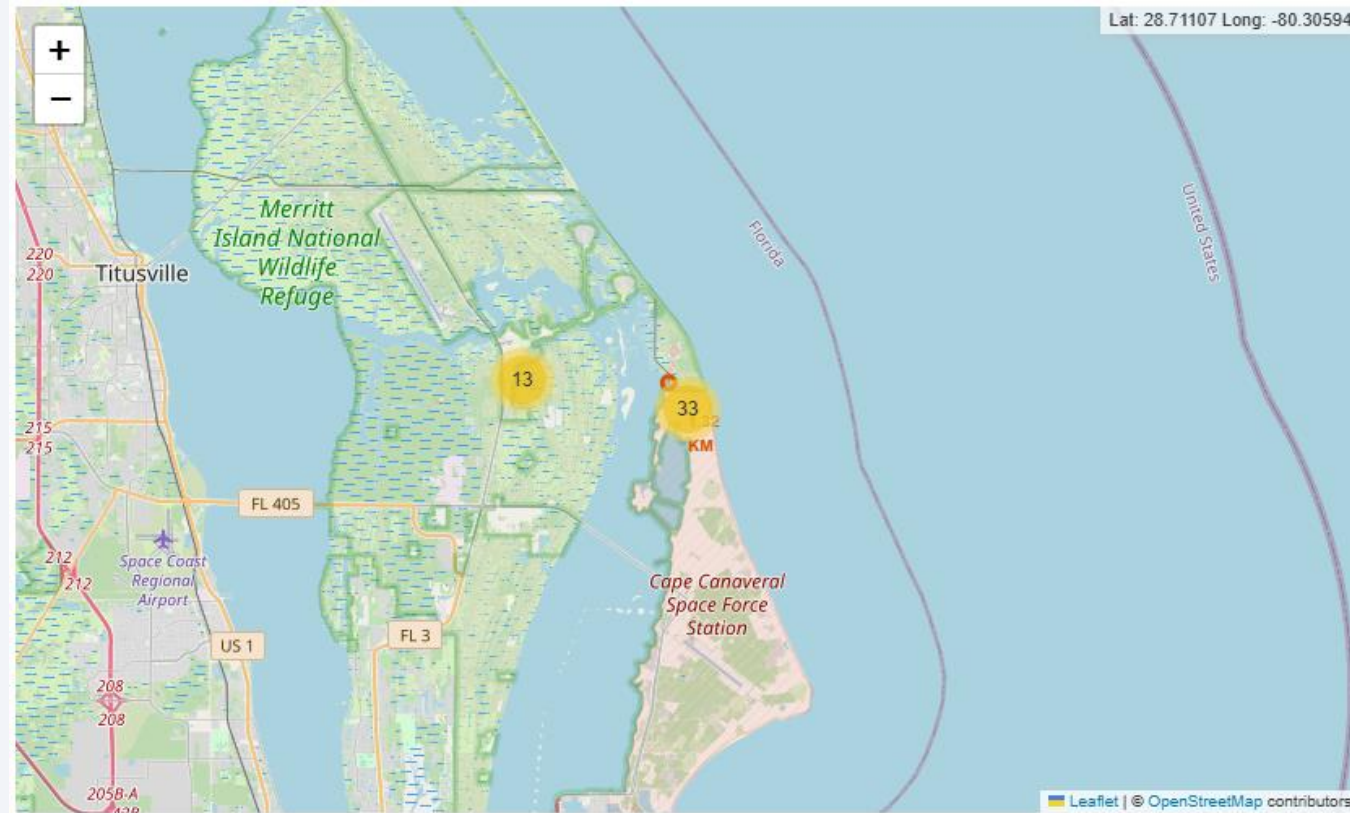 Lat: 28.71107 Long: -80.30594
+
−
Merritt
Island National
Wildlife
Refuge
Florida
United States
220
220
Titusville
13
33
KM
215
215
FL 405
212
212
Space Coast
Regional
Airport
Cape Canaveral
Space Force
Station
FL 3
US 1
208
208
205B-A
Leaflet | © OpenStreetMap contributors